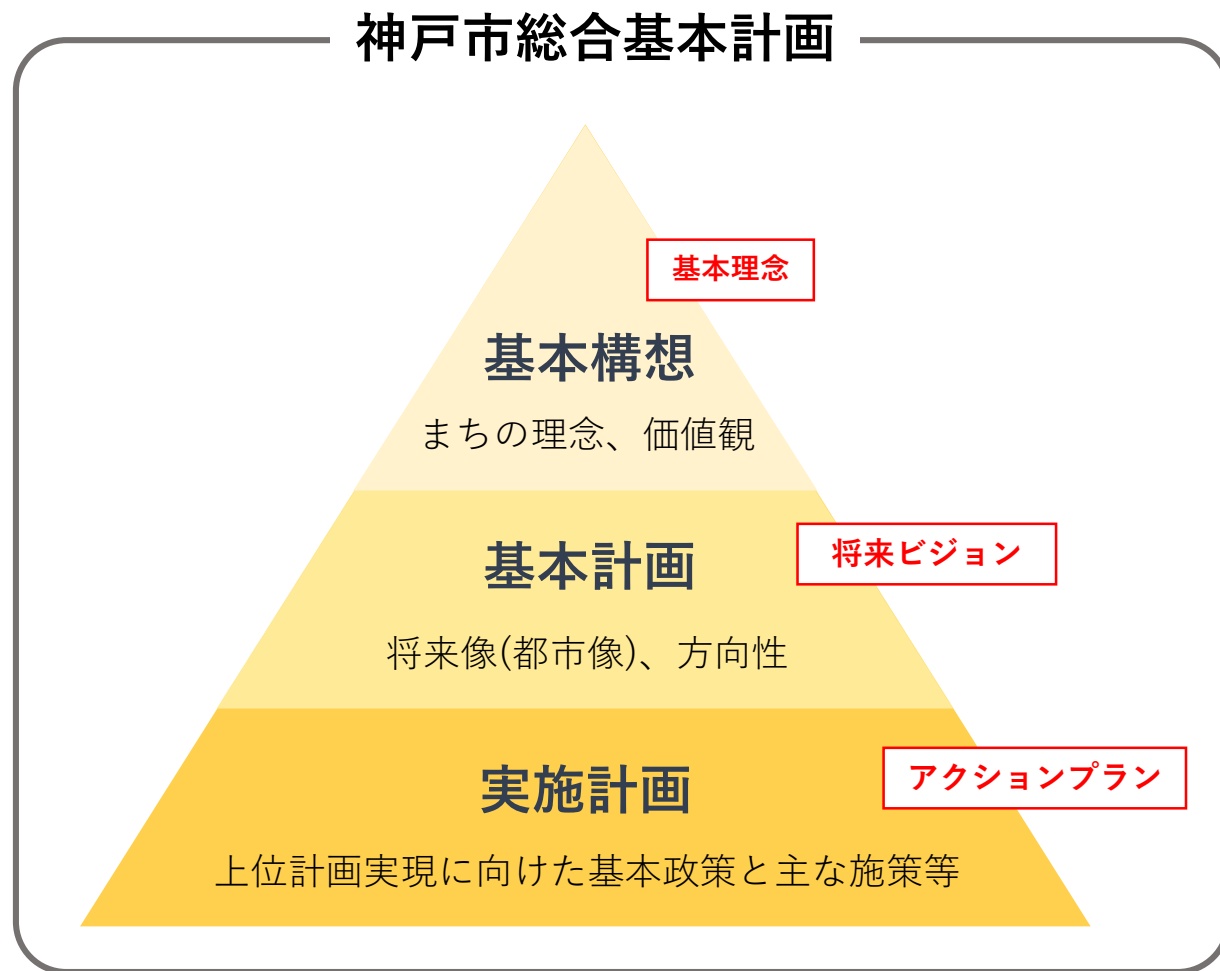 神戸市総合基本計画
基本理念
基本構想
まちの理念、価値観
将来ビジョン
基本計画
将来像(都市像)、方向性
アクションプラン
実施計画
上位計画実現に向けた基本政策と主な施策等